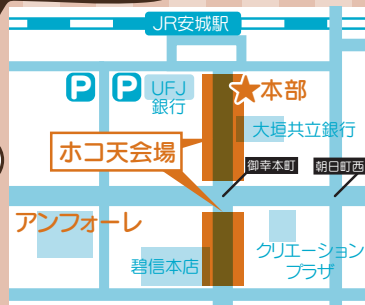 JR安城駅
P
P
UFJ
銀行
本部
大垣共立銀行
ホコ天会場
御幸本町
朝日町西
アンフォーレ
碧信本店
クリエーション
プラザ